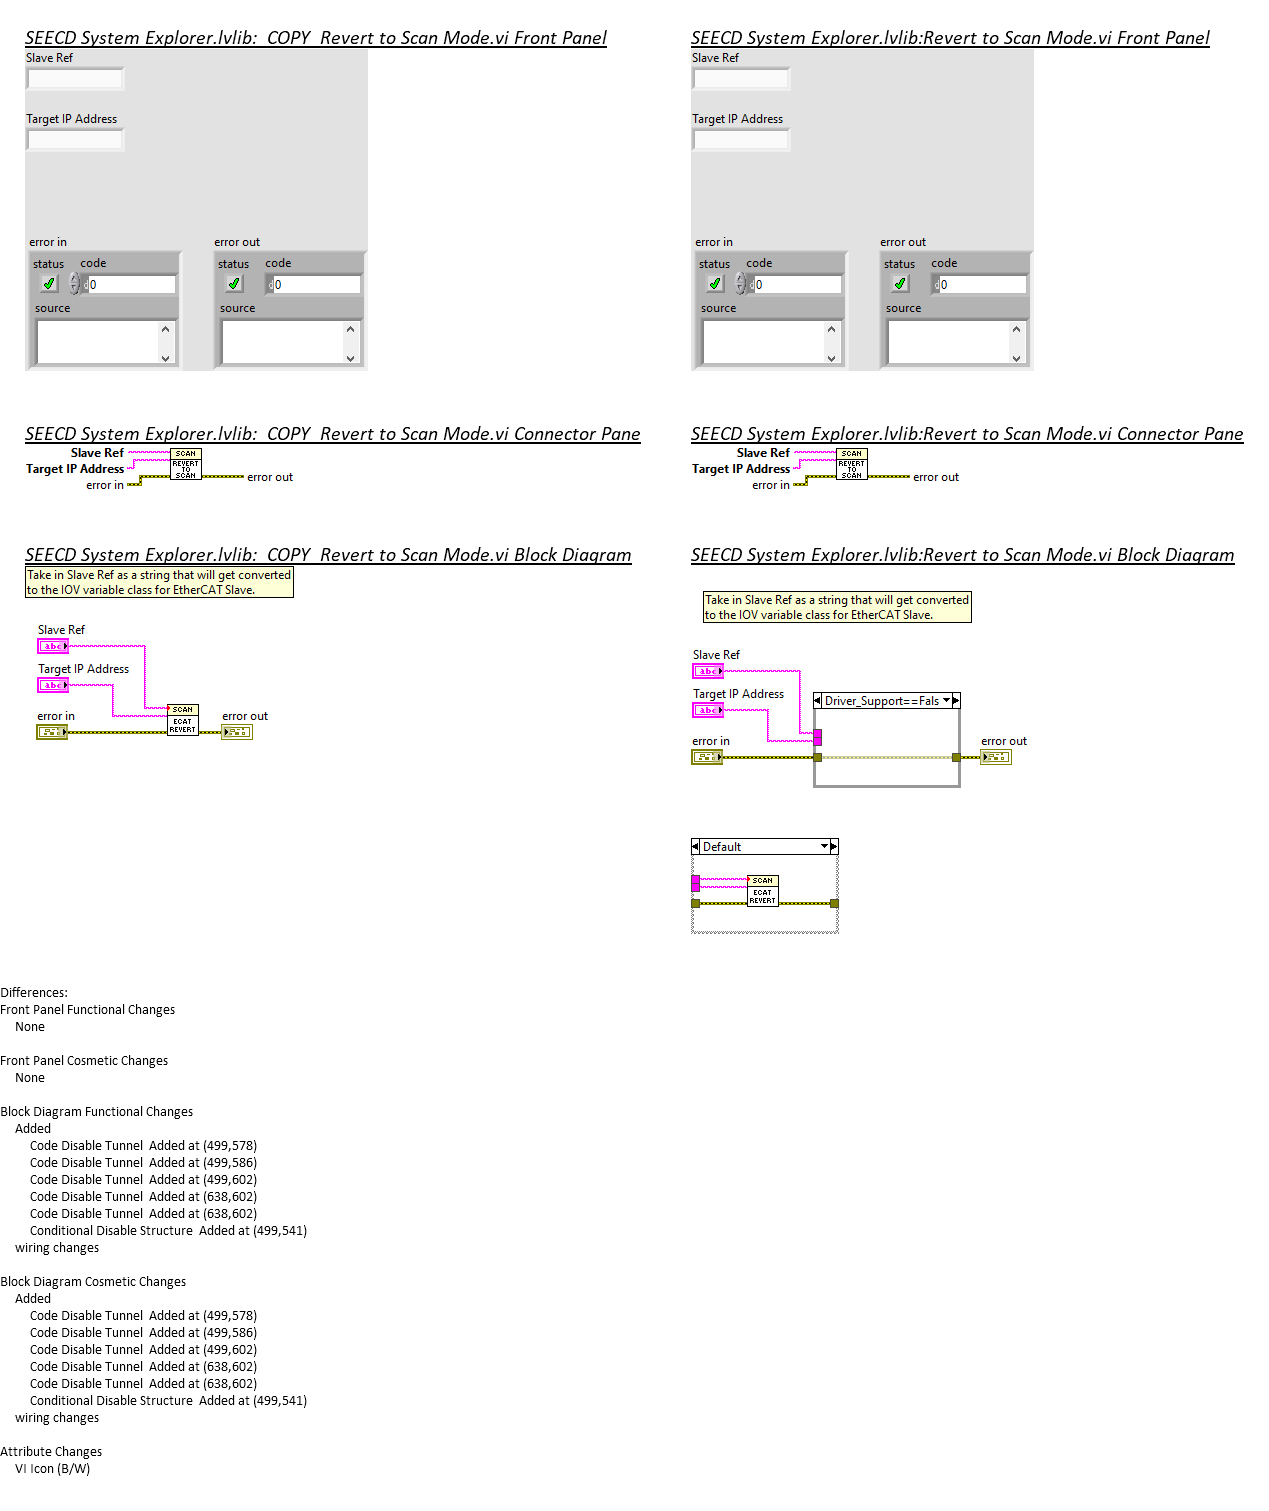 SEECD System Explorer.lvlib:  COPY  Revert to Scan Mode.vi Front Panel
Slave Ref
Target IP Address
error in
error out
status
code
status
code
d
0
d
0
source
source
SEECD System Explorer.lvlib:Revert to Scan Mode.vi Front Panel
Slave Ref
Target IP Address
error in
error out
status
code
status
code
d
0
d
0
source
source
SEECD System Explorer.lvlib:  COPY  Revert to Scan Mode.vi Connector Pane
Slave Ref
Target IP Address
error in
SCAN
REVERT
TO
SCAN
error out
SEECD System Explorer.lvlib:Revert to Scan Mode.vi Connector Pane
Slave Ref
Target IP Address
error in
SCAN
REVERT
TO
SCAN
error out
SEECD System Explorer.lvlib:  COPY  Revert to Scan Mode.vi Block Diagram
Take in Slave Ref as a string that will get converted
to the IOV variable class for EtherCAT Slave.
Slave Ref
abc
Target IP Address
abc
error in
SCAN
ECAT
REVERT
error out
SEECD System Explorer.lvlib:Revert to Scan Mode.vi Block Diagram
Take in Slave Ref as a string that will get converted
to the IOV variable class for EtherCAT Slave.
Slave Ref
abc
Target IP Address
abc
Driver_Support==Fals
error in
error out
Default
SCAN
ECAT
REVERT
Differences:
Front Panel Functional Changes
None
Front Panel Cosmetic Changes
None
Block Diagram Functional Changes
Added
Code Disable Tunnel  Added at (499,578)
Code Disable Tunnel  Added at (499,586)
Code Disable Tunnel  Added at (499,602)
Code Disable Tunnel  Added at (638,602)
Code Disable Tunnel  Added at (638,602)
Conditional Disable Structure  Added at (499,541)
wiring changes
Block Diagram Cosmetic Changes
Added
Code Disable Tunnel  Added at (499,578)
Code Disable Tunnel  Added at (499,586)
Code Disable Tunnel  Added at (499,602)
Code Disable Tunnel  Added at (638,602)
Code Disable Tunnel  Added at (638,602)
Conditional Disable Structure  Added at (499,541)
wiring changes
Attribute Changes
VI Icon (B/W)